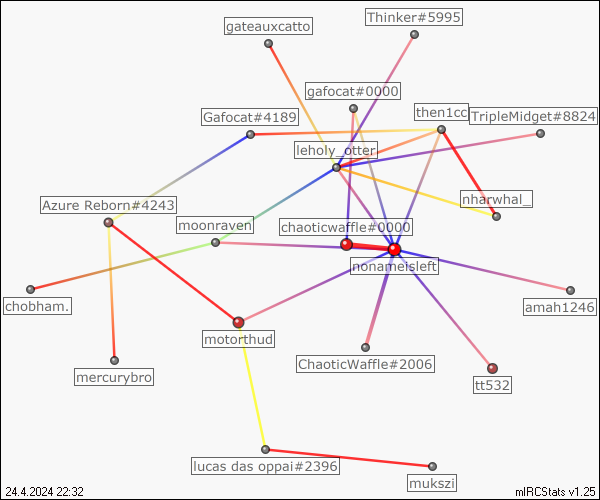 Thinker#5995
gateauxcatto
gafocat#0000
then1cc
Gafocat#4189
TripleMidget#8824
leholy_otter
nharwhal_
Azure Reborn#4243
moonraven
chaoticwaffle#0000
nonameisleft
chobham.
amah1246
motorthud
ChaoticWaffle#2006
mercurybro
tt532
lucas das oppai#2396
mukszi
24.4.2024 22:32
mIRCStats v1.25